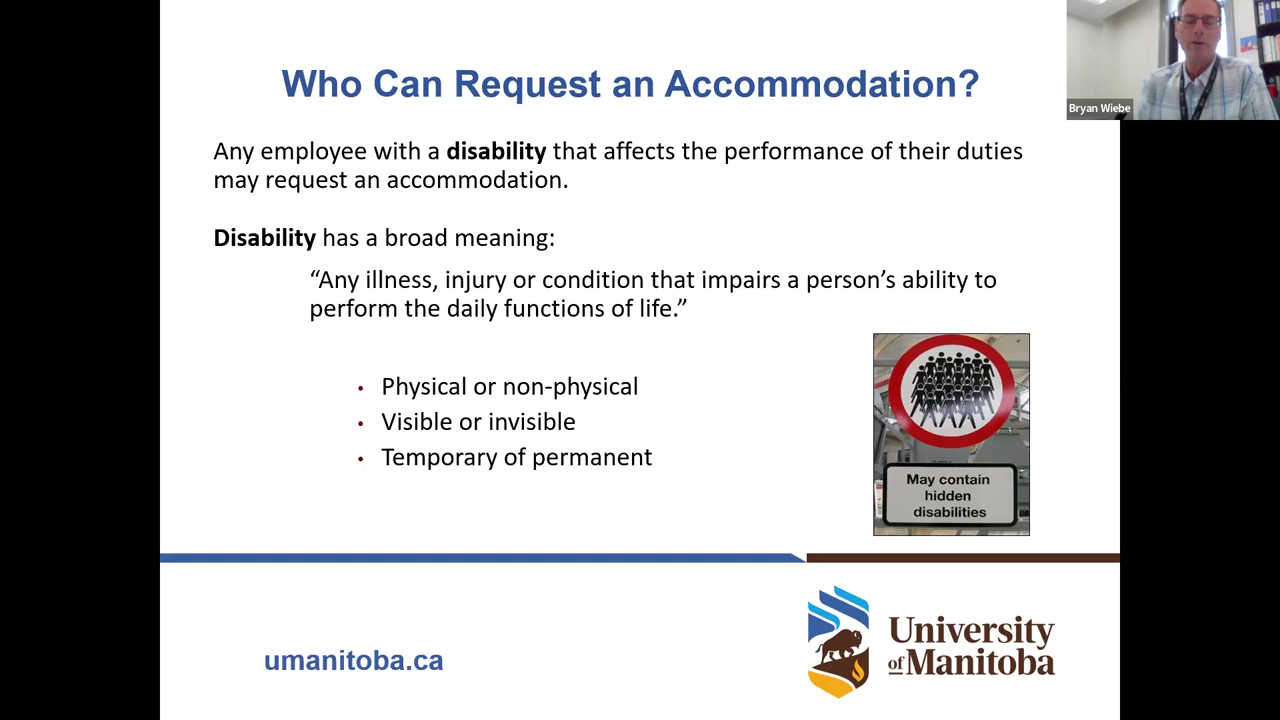 Who Can Request an Accommodation?
Bryan Wiebe
Any employee with a disability that affects the performance of their duties
may request an accommodation.
Disability has a broad meaning:
“Any illness, injury or condition that impairs a person’s ability to
perform the daily functions of life.”
• Physical or non-physical
• Visible or invisible
• Temporary of permanent
May contain
hidden
disabilities
umanitoba.ca
University
of Manitoba